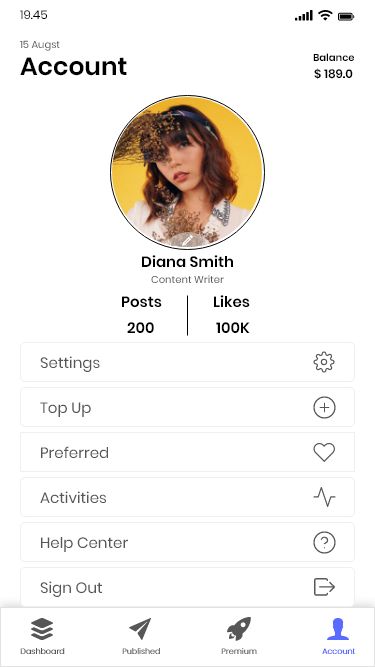 19.45
15 Augst
Account
Balance
$ 189.0
Diana Smith
Content Writer
Posts Likes
200 100K
Settings
Top Up
Preferred
Activities
Help Center
Sign Out
Dashboard Published Premium Account